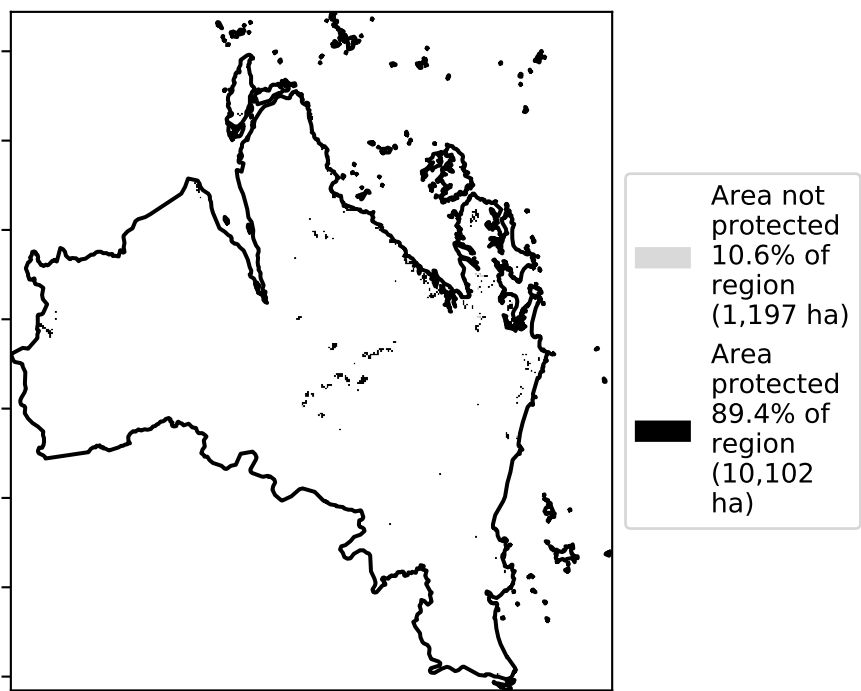 Area not
protected
10.6% of
region
(1,197 ha)
Area
protected
89.4% of
region
(10,102
ha)